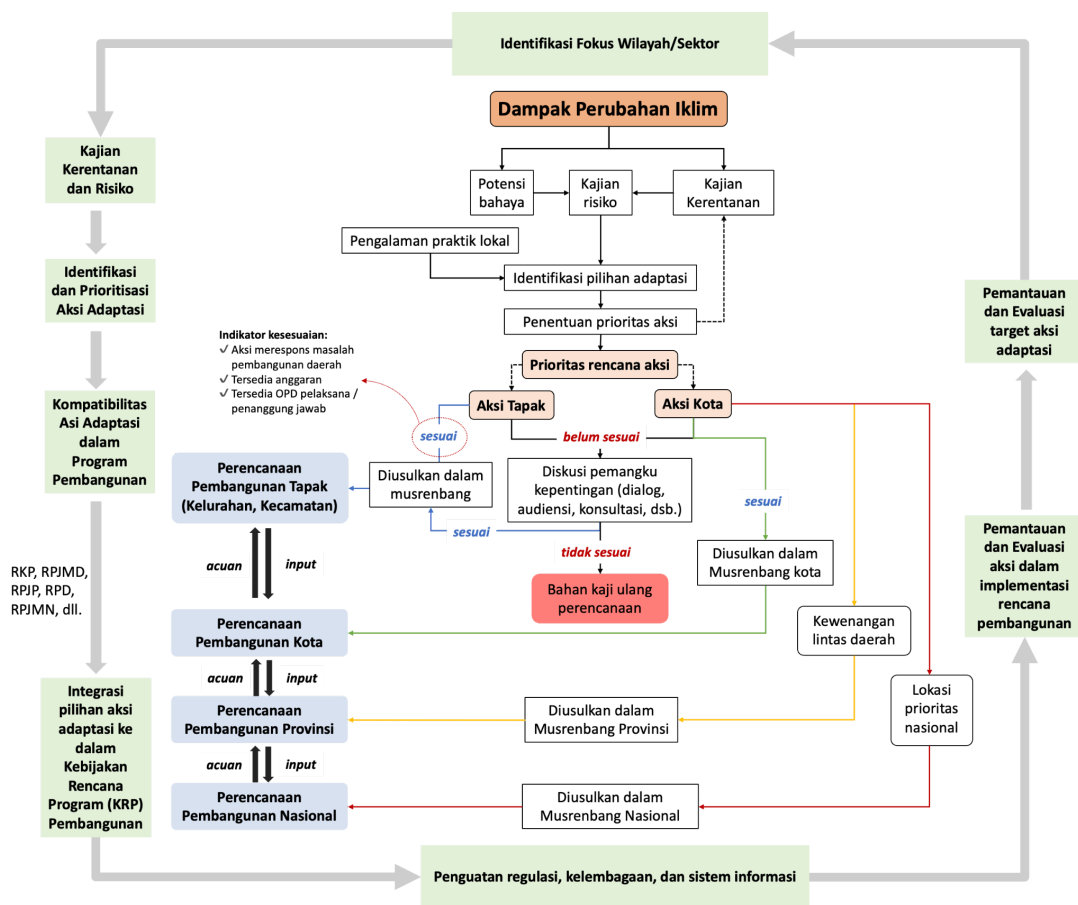 Identifikasi Fokus Wilayah/Sektor
Dampak Perubahan Iklim
Kajian
Kerentanan
dan Risiko
Potensi
bahaya
Kajian
risiko
Kajian
Kerentanan
Pengalaman praktik lokal
Identifikasi pilihan adaptasi
Identifikasi
dan Prioritisasi
Aksi Adaptasi
Penentuan prioritas aksi
Pemantauan
dan Evaluasi
target aksi
adaptasi
Indikator kesesuaian:
✓ Aksi merespons masalah
pembangunan daerah
✓ Tersedia anggaran
✓ Tersedia OPD pelaksana /
penanggung jawab
Prioritas rencana aksi
Aksi Tapak
Aksi Kota
Kompatibilitas
Asi Adaptasi
dalam
Program
Pembangunan
sesuai
belum sesuai
Perencanaan
Pembangunan Tapak
(Kelurahan, Kecamatan)
Diusulkan dalam
musrenbang
Diskusi pemangku
kepentingan (dialog,
audiensi, konsultasi, dsb.)
sesuai
sesuai
tidak sesuai
Bahan kaji ulang
perencanaan
Diusulkan dalam
Musrenbang kota
Pemantauan
dan Evaluasi
aksi dalam
implementasi
rencana
pembangunan
RKP, RPJMD,
RPJP, RPD,
RPJMN, dll.
acuan
input
Perencanaan
Pembangunan Kota
Kewenangan
lintas daerah
acuan
input
Integrasi
pilihan aksi
adaptasi ke
dalam
Kebijakan
Rencana
Program (KRP)
Pembangunan
Perencanaan
Pembangunan Provinsi
Diusulkan dalam
Musrenbang Provinsi
Lokasi
prioritas
nasional
acuan
input
Perencanaan
Pembangunan Nasional
Diusulkan dalam
Musrenbang Nasional
Penguatan regulasi, kelembagaan, dan sistem informasi